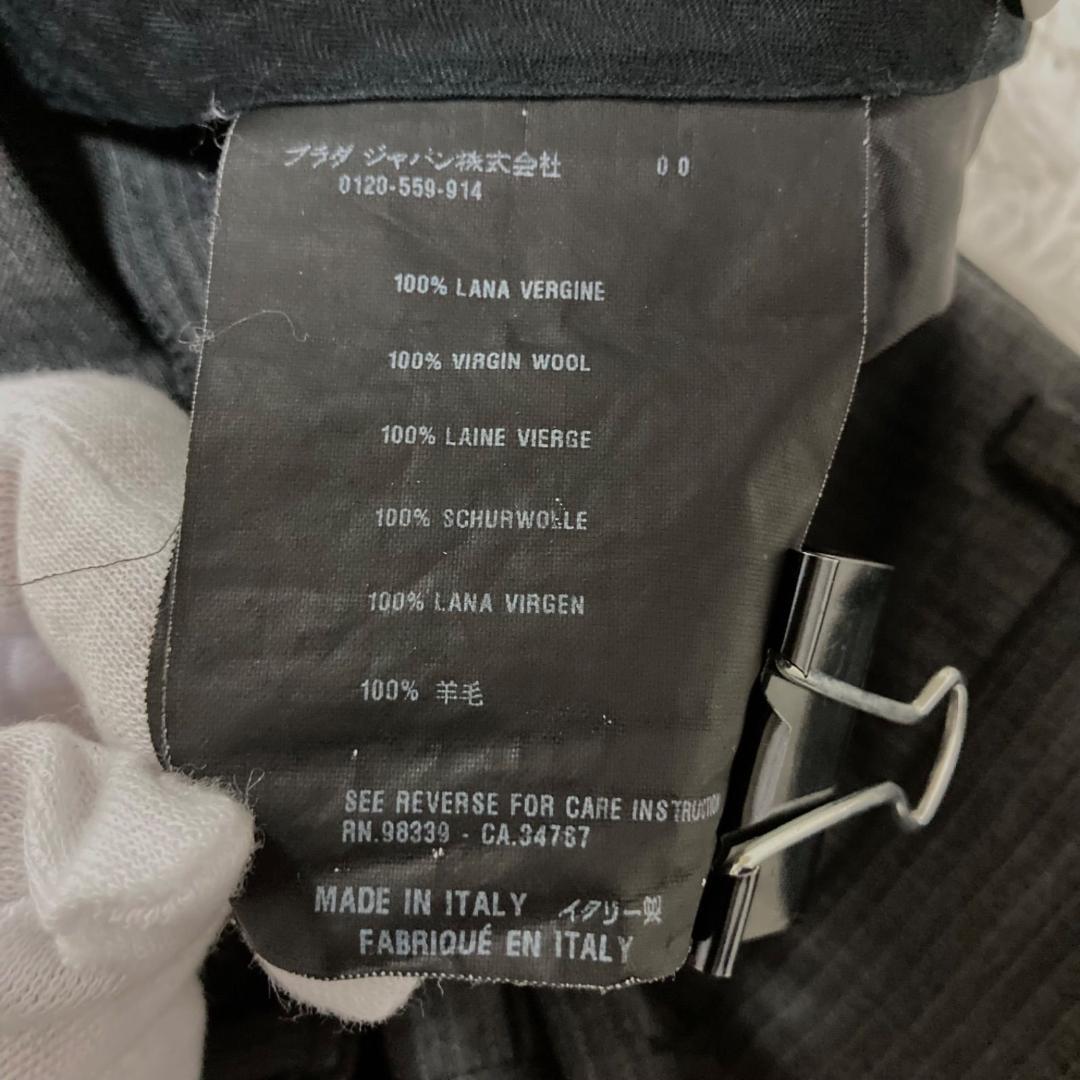 プラダ ジャパン株式会社 0 0
0120-559-914
100% LANA VERGINE
100% VIRGIN WOOL
100% LAINE VIERGE
100% SCHURWOLLE
100% LANA VIRGEN
100% 羊毛
SEE REVERSE FOR CARE INSTRUCTION
RN.98339 - CA.34787
MADE IN ITALY イタリー製
FABRIQUÉ EN ITALY